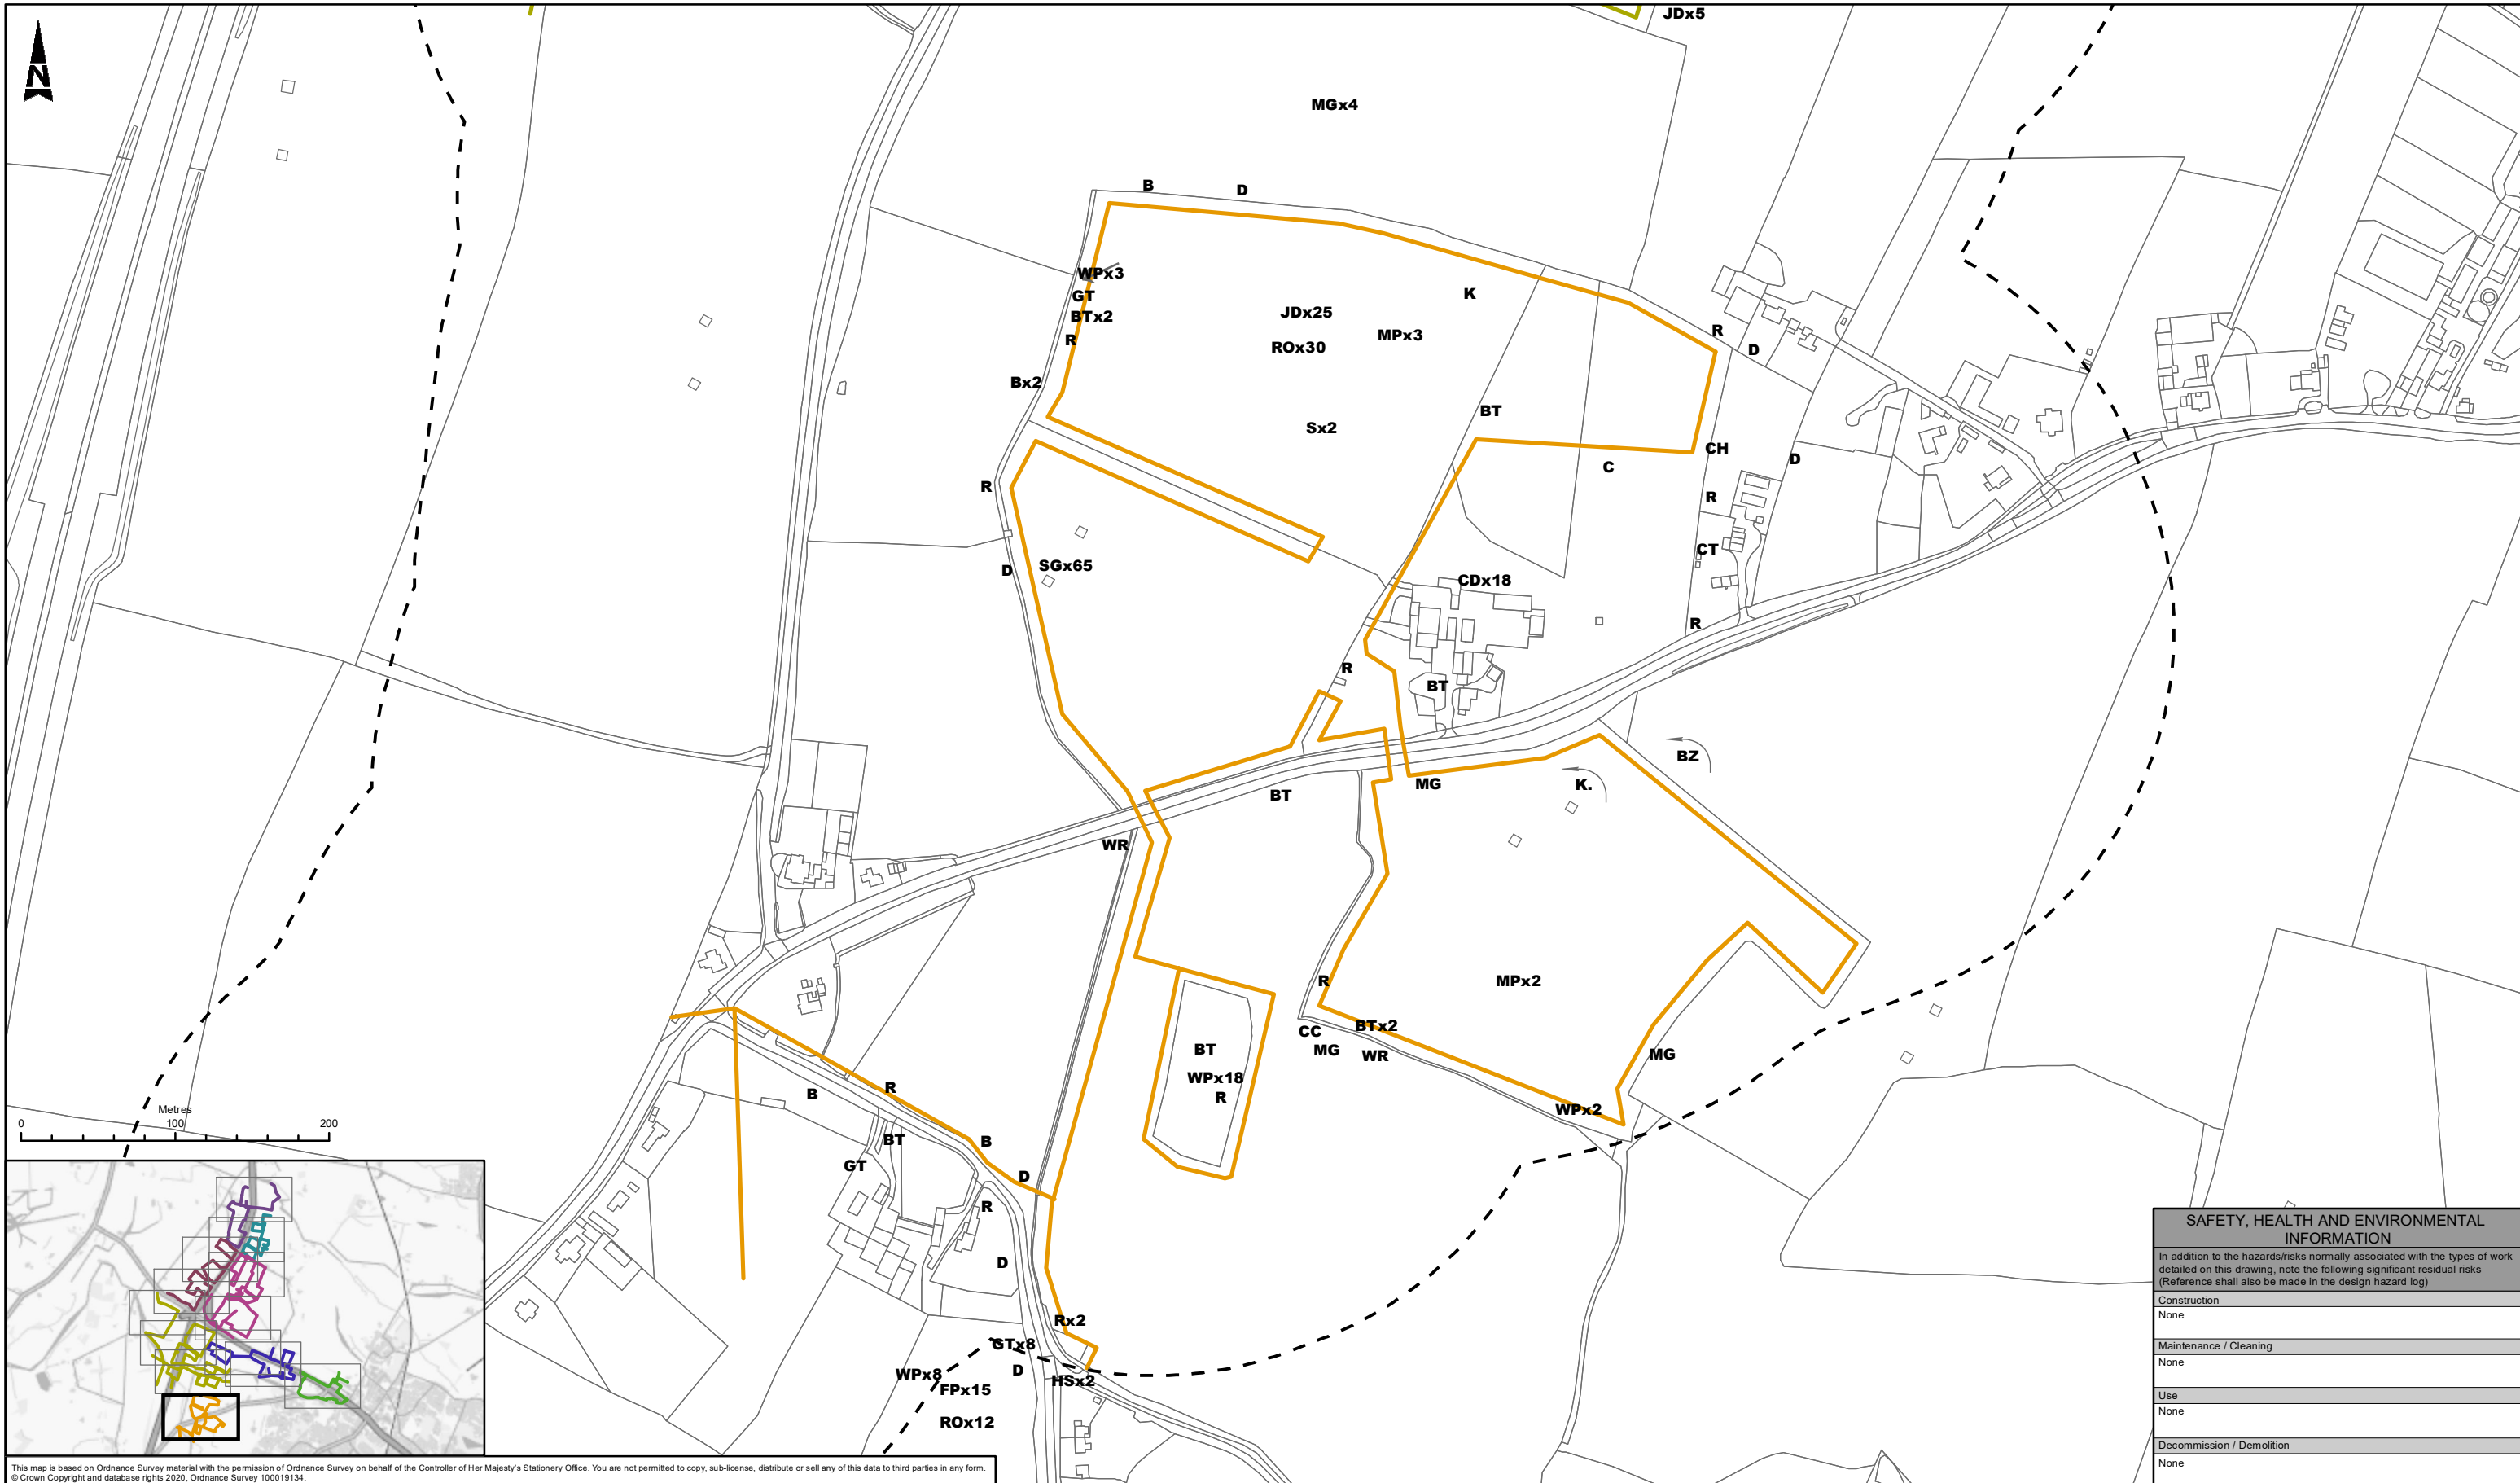 N
JDx5
MGx4
B
D
WPx3
GT
BTx2
R
K
JDx25
MPx3
ROx30
R
D
Bx2
BT
Sx2
C
CH
D
R
R
D
SGx65
CT
CDx18
R
R
BT
BZ
MG
K.
BT
WR
R
MPx2
CC
BTx2
MG
WR
MG
BT
WPx18
R
WPx2
R
B
B
BT
GT
D
R
D
Rx2
GTx8
D
WPx8
FPx15
HSx2
ROx12
Metres
0 100 200
SAFETY, HEALTH AND ENVIRONMENTAL
INFORMATION
In addition to the hazards/risks normally associated with the types of work
detailed on this drawing, note the following significant residual risks
(Reference shall also be made in the design hazard log)
Construction
None
Maintenance / Cleaning
None
Use
None
Decommission / Demolition
None
This map is based on Ordnance Survey material with the permission of Ordnance Survey on behalf of the Controller of Her Majesty's Stationery Office. You are not permitted to copy, sub-license, distribute or sell any of this data to third parties in any form.
© Crown Copyright and database rights 2020, Ordnance Survey 100019134.